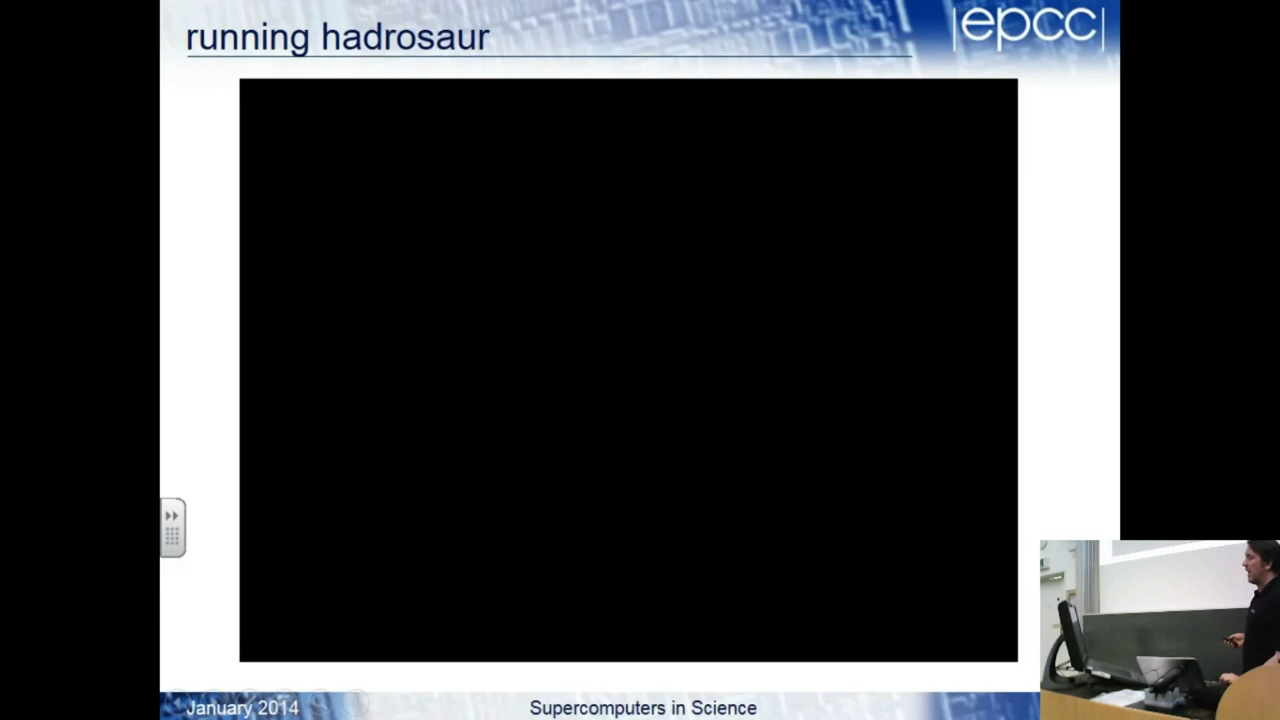 running hadrosaur
|epcc|
January 2014
Supercomputers in Science